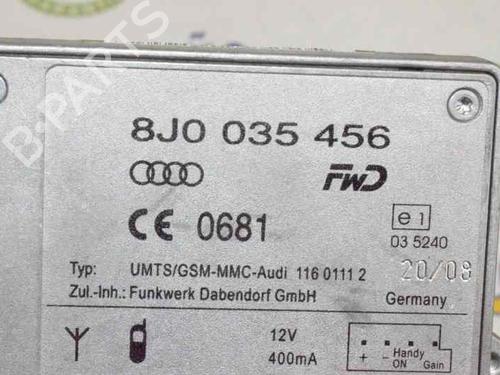 8J0 035 456
FWD
CE 0681
e1
03 5240
Typ: UMTS/GSM-MMC-Audi 116 0111 2
20/08
Zul.-Inh.: Funkwerk Dabendorf GmbH Germany
12V
400mA
+ - Handy ON Gain
B-PARTS